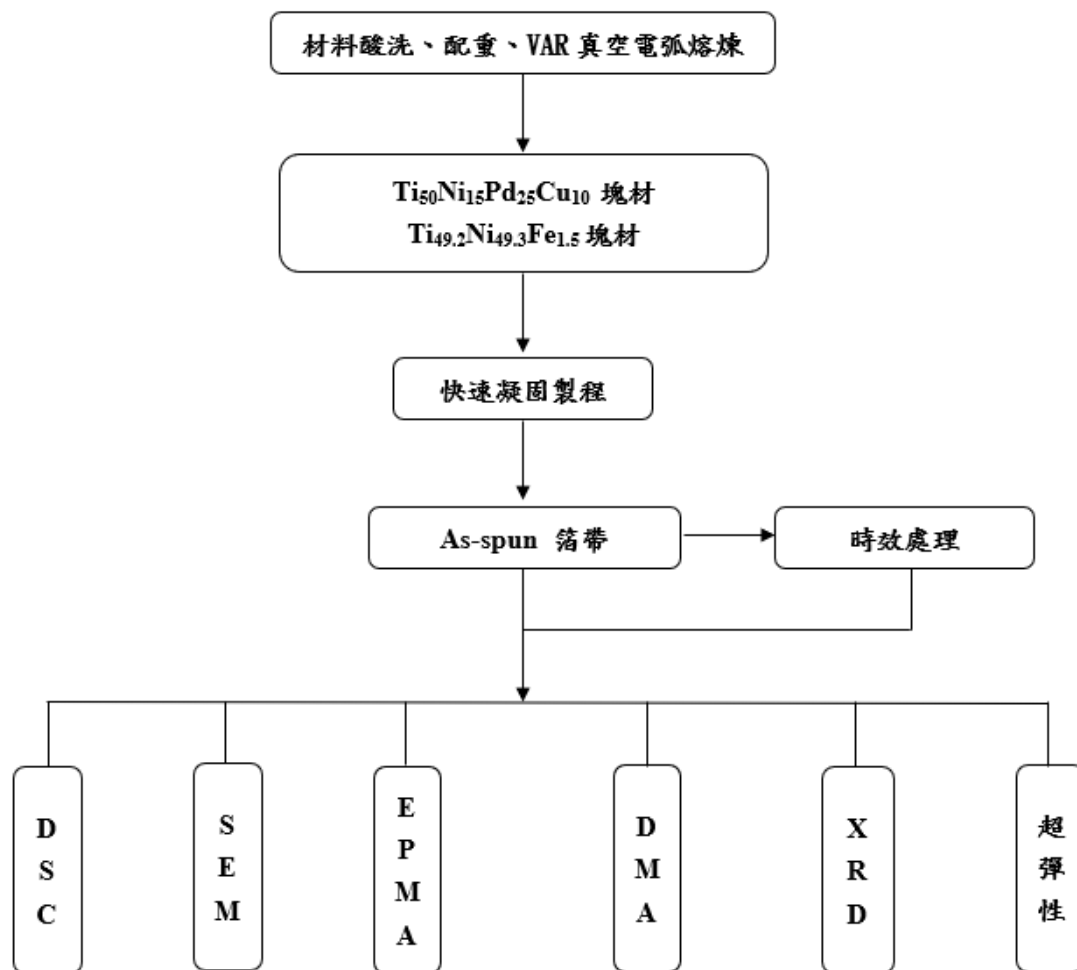 材料酸洗、配重、VAR 真空電弧熔煉
Ti₅₀Ni₁₅Pd₂₅Cu₁₀ 塊材
Ti₄₉.₂Ni₄₉.₃Fe₁.₅ 塊材
快速凝固製程
As-spun 箔帶
時效處理
DSC
SEM
EPMA
DMA
XRD
超彈性